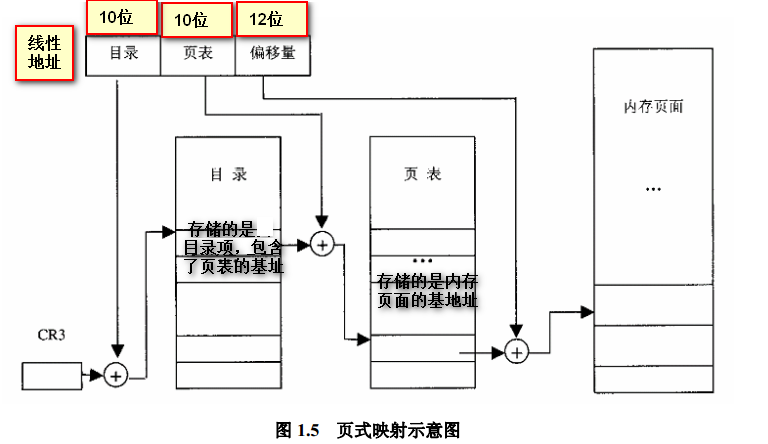 10位 10位 12位
线性
地址
目录 页表 偏移量
内存页面
…
目录 页表
存储的是
目录项，包含
了页表的基址
…
存储的是内存
页面的基地址
CR3
图 1.5 页式映射示意图